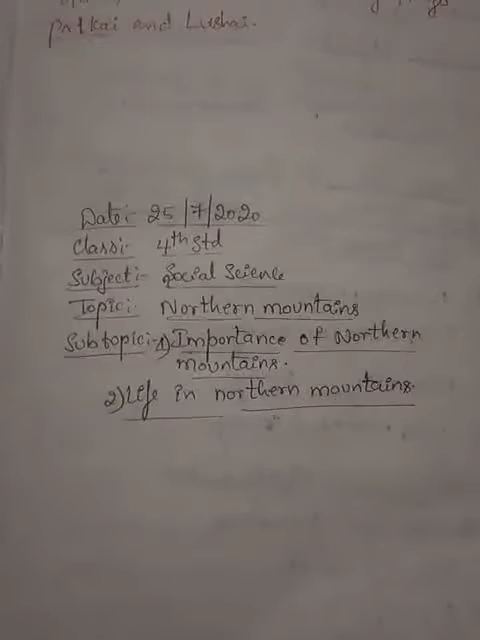 Patkai and Lushai.
Date:- 25/7/2020
Class:- 4th Std
Subject:- Social Science
Topic:- Northern mountains
Subtopic:- 1) Importance of Northern
mountains.
2) Life in northern mountains.